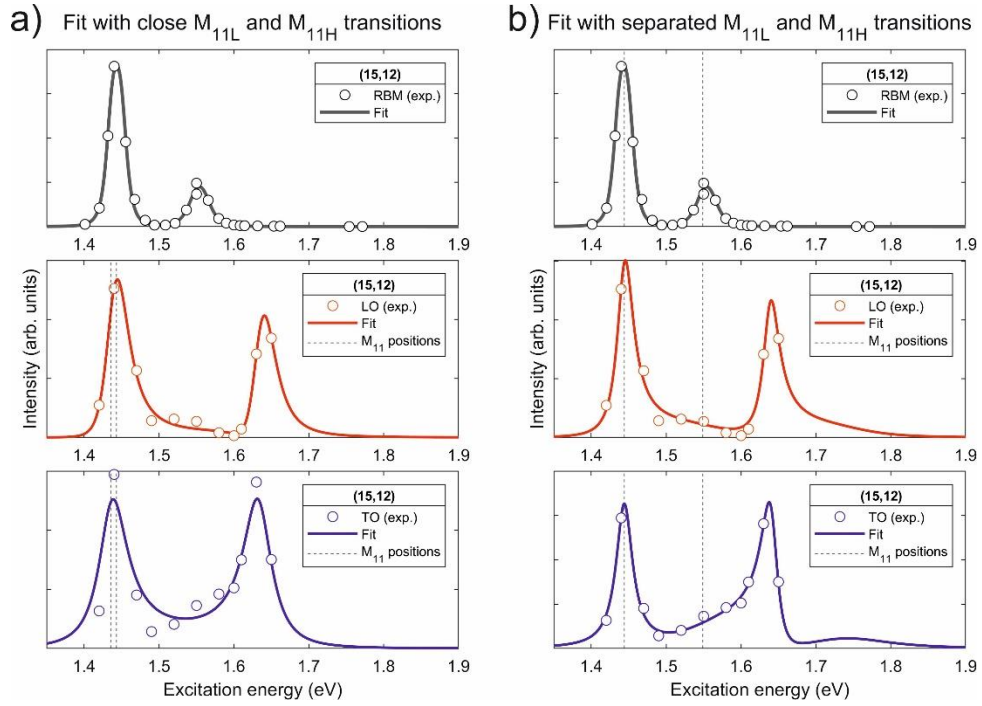 a) Fit with close M11L and M11H transitions
(15,12)
RBM (exp.)
Fit
1.4 1.5 1.6 1.7 1.8 1.9
(15,12)
LO (exp.)
Fit
M11 positions
1.4 1.5 1.6 1.7 1.8 1.9
(15,12)
TO (exp.)
Fit
M11 positions
1.4 1.5 1.6 1.7 1.8 1.9
Intensity (arb. units)
Excitation energy (eV)
b) Fit with separated M11L and M11H transitions
(15,12)
RBM (exp.)
Fit
1.4 1.5 1.6 1.7 1.8 1.9
(15,12)
LO (exp.)
Fit
M11 positions
1.4 1.5 1.6 1.7 1.8 1.9
(15,12)
TO (exp.)
Fit
M11 positions
1.4 1.5 1.6 1.7 1.8 1.9
Intensity (arb. units)
Excitation energy (eV)